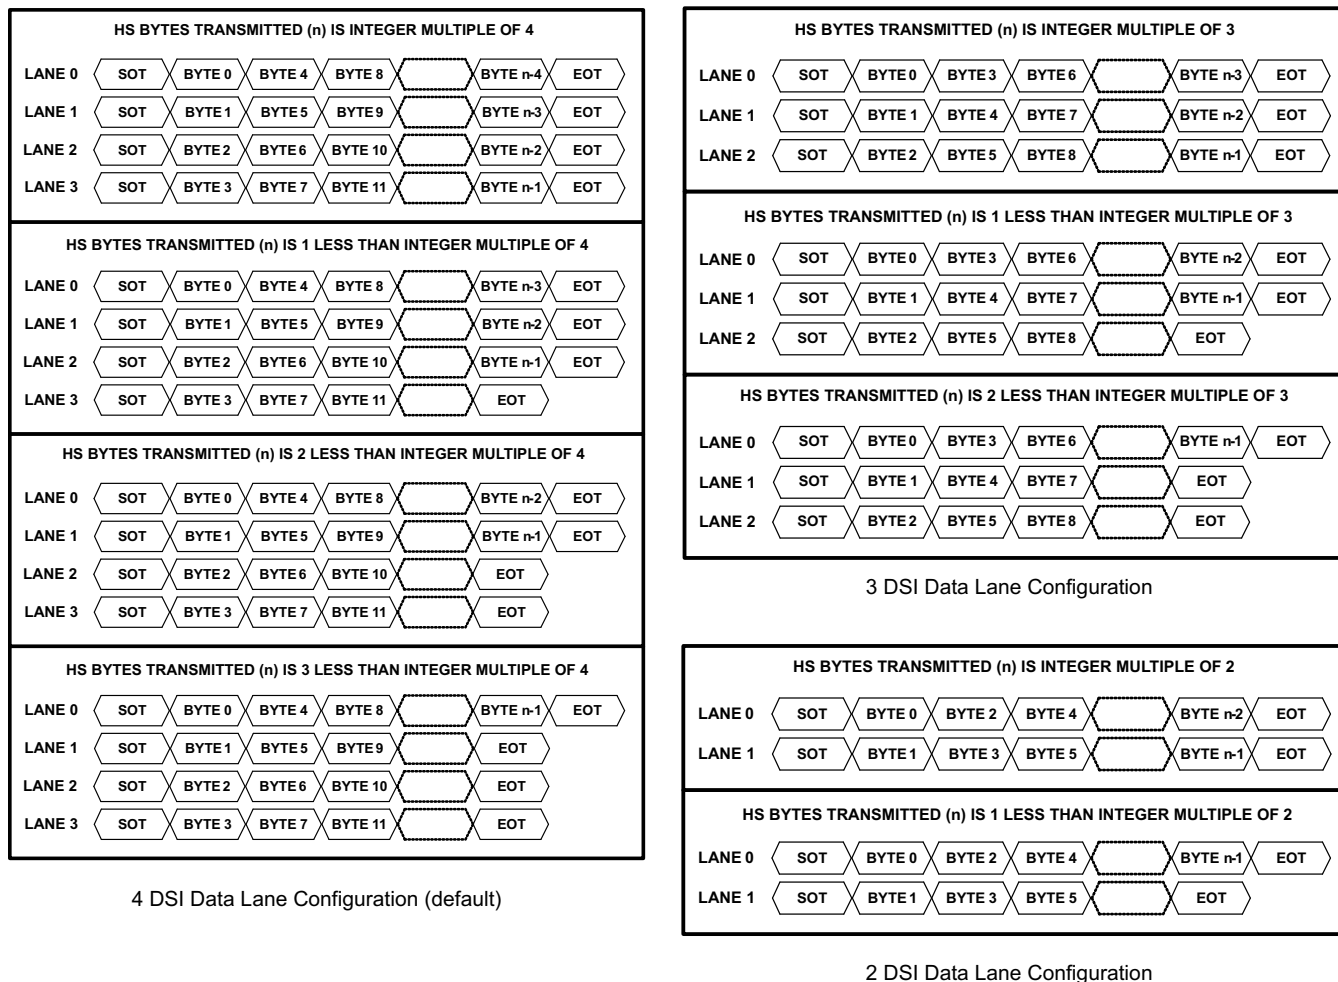 HS BYTES TRANSMITTED (n) IS INTEGER MULTIPLE OF 4
LANE 0 SOT BYTE 0 BYTE 4 BYTE 8 BYTE n-4 EOT
LANE 1 SOT BYTE 1 BYTE 5 BYTE 9 BYTE n-3 EOT
LANE 2 SOT BYTE 2 BYTE 6 BYTE 10 BYTE n-2 EOT
LANE 3 SOT BYTE 3 BYTE 7 BYTE 11 BYTE n-1 EOT
HS BYTES TRANSMITTED (n) IS 1 LESS THAN INTEGER MULTIPLE OF 4
LANE 0 SOT BYTE 0 BYTE 4 BYTE 8 BYTE n-3 EOT
LANE 1 SOT BYTE 1 BYTE 5 BYTE 9 BYTE n-2 EOT
LANE 2 SOT BYTE 2 BYTE 6 BYTE 10 BYTE n-1 EOT
LANE 3 SOT BYTE 3 BYTE 7 BYTE 11 EOT
HS BYTES TRANSMITTED (n) IS 2 LESS THAN INTEGER MULTIPLE OF 4
LANE 0 SOT BYTE 0 BYTE 4 BYTE 8 BYTE n-2 EOT
LANE 1 SOT BYTE 1 BYTE 5 BYTE 9 BYTE n-1 EOT
LANE 2 SOT BYTE 2 BYTE 6 BYTE 10 EOT
LANE 3 SOT BYTE 3 BYTE 7 BYTE 11 EOT
HS BYTES TRANSMITTED (n) IS 3 LESS THAN INTEGER MULTIPLE OF 4
LANE 0 SOT BYTE 0 BYTE 4 BYTE 8 BYTE n-1 EOT
LANE 1 SOT BYTE 1 BYTE 5 BYTE 9 EOT
LANE 2 SOT BYTE 2 BYTE 6 BYTE 10 EOT
LANE 3 SOT BYTE 3 BYTE 7 BYTE 11 EOT
4 DSI Data Lane Configuration (default)
HS BYTES TRANSMITTED (n) IS INTEGER MULTIPLE OF 3
LANE 0 SOT BYTE 0 BYTE 3 BYTE 6 BYTE n-3 EOT
LANE 1 SOT BYTE 1 BYTE 4 BYTE 7 BYTE n-2 EOT
LANE 2 SOT BYTE 2 BYTE 5 BYTE 8 BYTE n-1 EOT
HS BYTES TRANSMITTED (n) IS 1 LESS THAN INTEGER MULTIPLE OF 3
LANE 0 SOT BYTE 0 BYTE 3 BYTE 6 BYTE n-2 EOT
LANE 1 SOT BYTE 1 BYTE 4 BYTE 7 BYTE n-1 EOT
LANE 2 SOT BYTE 2 BYTE 5 BYTE 8 EOT
HS BYTES TRANSMITTED (n) IS 2 LESS THAN INTEGER MULTIPLE OF 3
LANE 0 SOT BYTE 0 BYTE 3 BYTE 6 BYTE n-1 EOT
LANE 1 SOT BYTE 1 BYTE 4 BYTE 7 EOT
LANE 2 SOT BYTE 2 BYTE 5 BYTE 8 EOT
3 DSI Data Lane Configuration
HS BYTES TRANSMITTED (n) IS INTEGER MULTIPLE OF 2
LANE 0 SOT BYTE 0 BYTE 2 BYTE 4 BYTE n-2 EOT
LANE 1 SOT BYTE 1 BYTE 3 BYTE 5 BYTE n-1 EOT
HS BYTES TRANSMITTED (n) IS 1 LESS THAN INTEGER MULTIPLE OF 2
LANE 0 SOT BYTE 0 BYTE 2 BYTE 4 BYTE n-1 EOT
LANE 1 SOT BYTE 1 BYTE 3 BYTE 5 EOT
2 DSI Data Lane Configuration